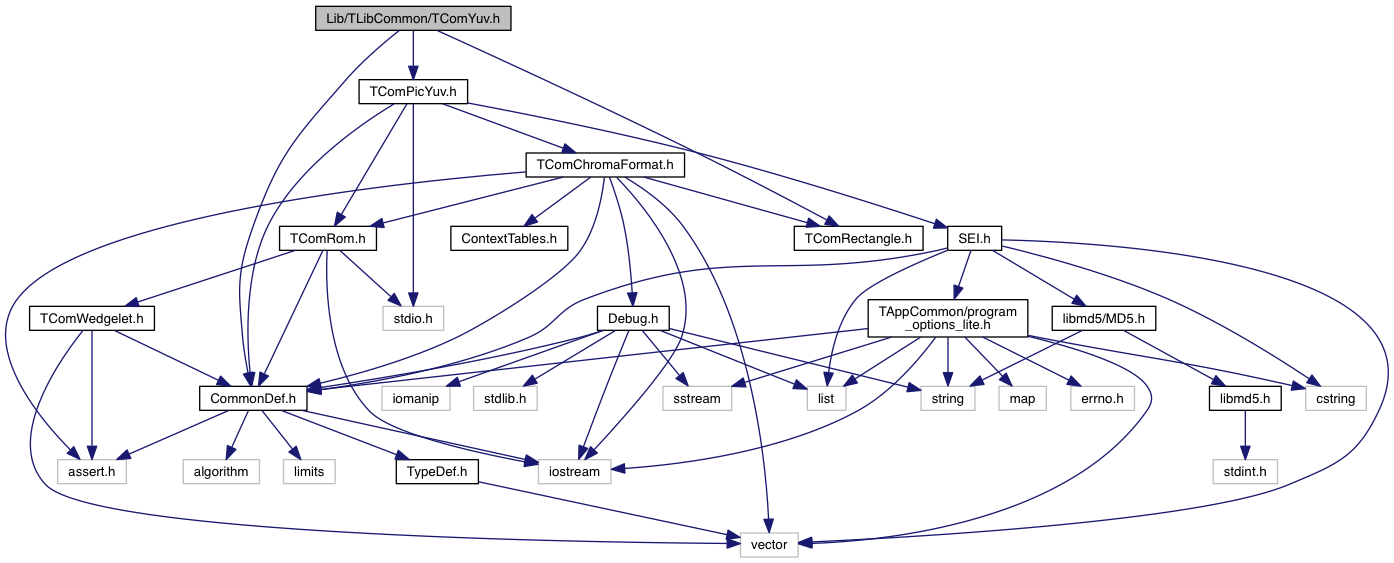 Lib/TLibCommon/TComYuv.h
TComPicYuv.h
TComChromaFormat.h
TComRom.h
ContextTables.h
TComRectangle.h
SEI.h
TComWedgelet.h
stdio.h
Debug.h
TAppCommon/program
_options_lite.h
libmd5/MD5.h
CommonDef.h
iomanip
stdlib.h
sstream
list
string
map
errno.h
libmd5.h
cstring
assert.h
algorithm
limits
TypeDef.h
iostream
stdint.h
vector